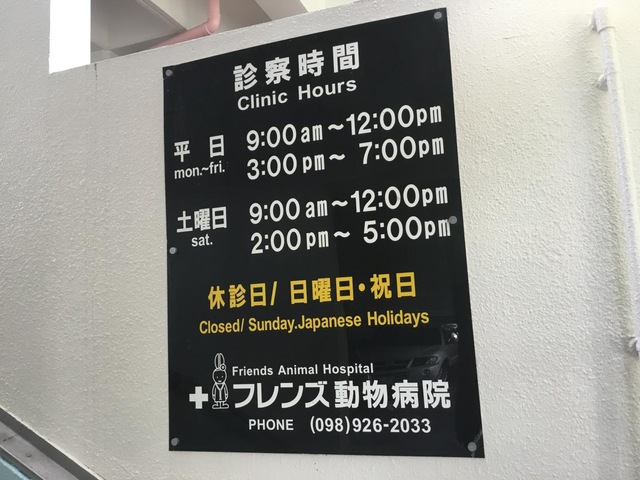 診察時間
Clinic Hours
平日 9:00am～12:00pm
mon.~fri. 3:00pm～7:00pm
土曜日 9:00am～12:00pm
sat. 2:00pm～5:00pm
休診日/日曜日・祝日
Closed/Sunday.Japanese Holidays
Friends Animal Hospital
フレンズ動物病院
PHONE (098)926-2033